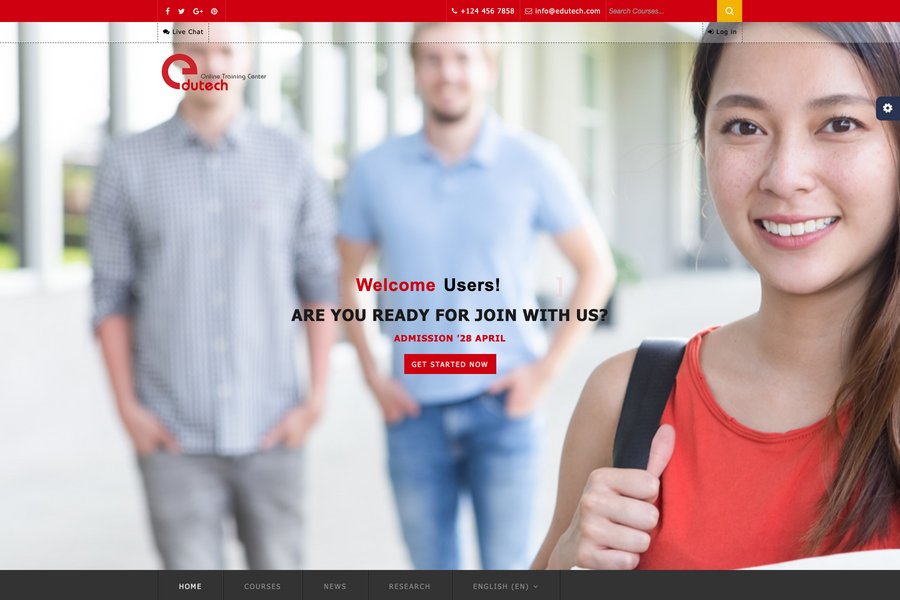 +124 456 7858
info@edutech.com
Search Courses...
Live Chat
Log in
Online Training Center
edutech
Welcome Users!
ARE YOU READY FOR JOIN WITH US?
ADMISSION '28 APRIL
GET STARTED NOW
HOME
COURSES
NEWS
RESEARCH
ENGLISH (EN)